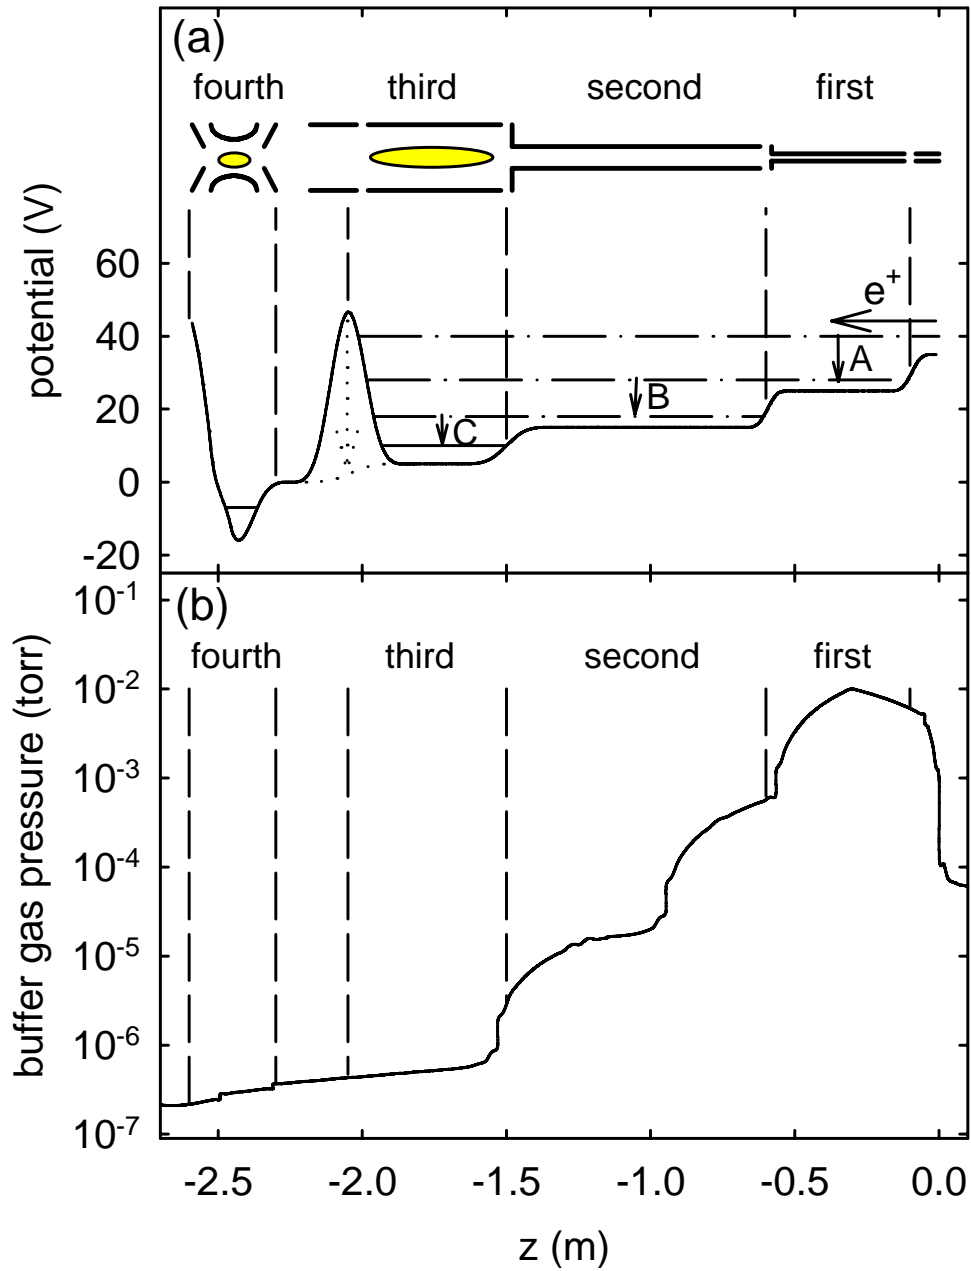 (a)
fourth third second first
potential (V)
60
40
20
0
-20
e+
A
B
C
(b)
fourth third second first
buffer gas pressure (torr)
10-1
10-2
10-3
10-4
10-5
10-6
10-7
-2.5 -2.0 -1.5 -1.0 -0.5 0.0
z (m)